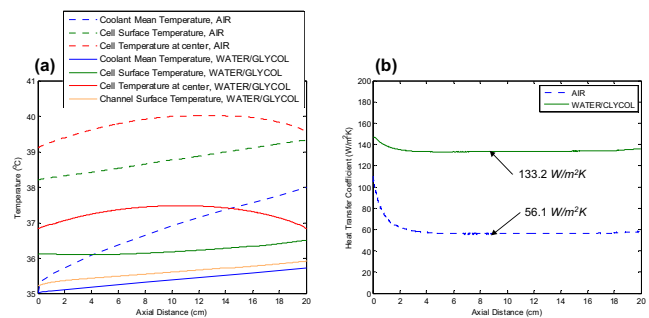 Coolant Mean Temperature, AIR
Cell Surface Temperature, AIR
Cell Temperature at center, AIR
Coolant Mean Temperature, WATER/GLYCOL
Cell Surface Temperature, WATER/GLYCOL
Cell Temperature at center, WATER/GLYCOL
Channel Surface Temperature, WATER/GLYCOL
(a)
41
40
39
38
37
36
35
Temperature (°C)
0 2 4 6 8 10 12 14 16 18 20
Axial Distance (cm)
(b)
AIR
WATER/CLYCOL
200
180
160
140
120
100
80
60
40
20
0
Heat Transfer Coefficient (W/m²K)
133.2 W/m²K
56.1 W/m²K
0 2 4 6 8 10 12 14 16 18 20
Axial Distance (cm)